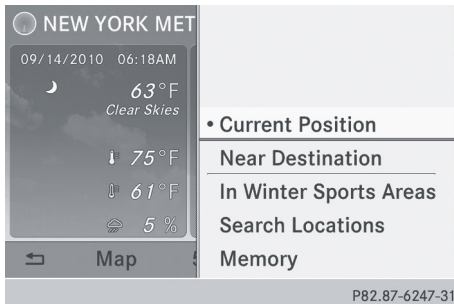 NEW YORK MET
09/14/2010 06:18AM
63°F
Clear Skies
75°F
61°F
5 %
Map
• Current Position
Near Destination
In Winter Sports Areas
Search Locations
Memory
P82.87-6247-31